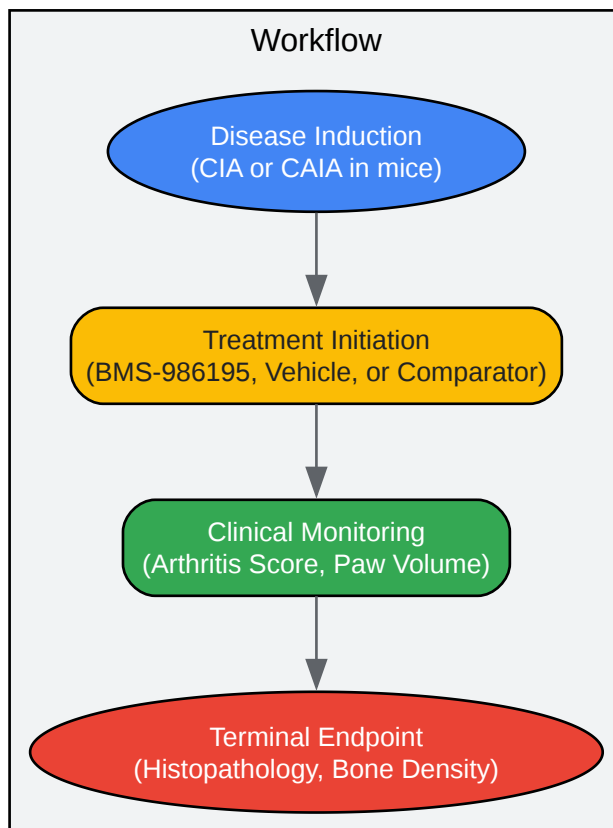 Workflow
Disease Induction
(CIA or CAIA in mice)
Treatment Initiation
(BMS-986195, Vehicle, or Comparator)
Clinical Monitoring
(Arthritis Score, Paw Volume)
Terminal Endpoint
(Histopathology, Bone Density)